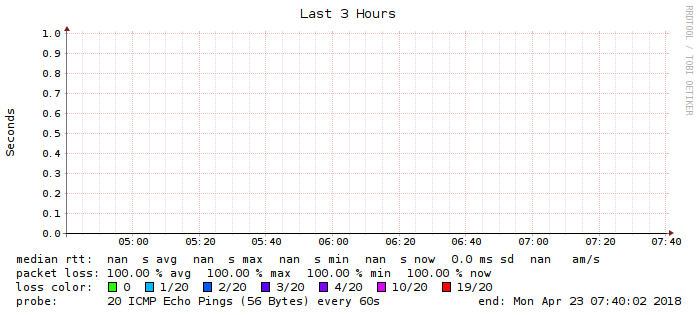 Last 3 Hours
RRDTOOL / TOBI OETIKER
Seconds
1.0
0.9
0.8
0.7
0.6
0.5
0.4
0.3
0.2
0.1
0.0
05:00 05:20 05:40 06:00 06:20 06:40 07:00 07:20 07:40
median rtt: nan s avg nan s max nan s min nan s now 0.0 ms sd nan am/s
packet loss: 100.00 % avg 100.00 % max 100.00 % min 100.00 % now
loss color: 0 1/20 2/20 3/20 4/20 10/20 19/20
probe: 20 ICMP Echo Pings (56 Bytes) every 60s end: Mon Apr 23 07:40:02 2018